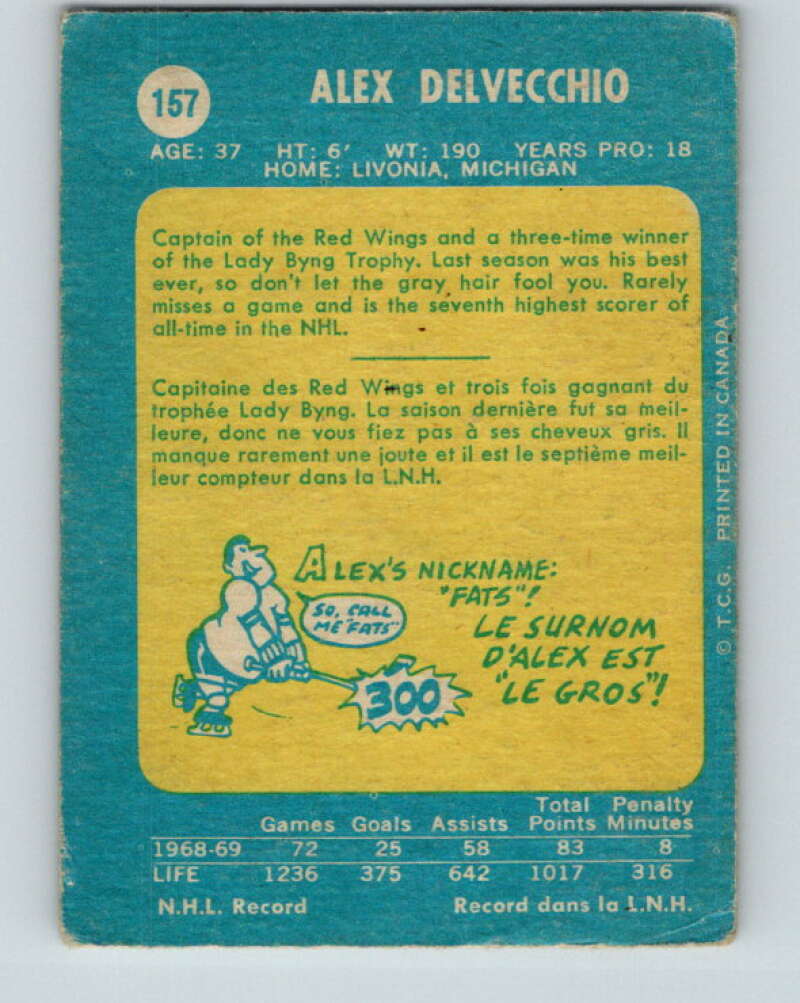 157
ALEX DELVECCHIO
AGE: 37 HT: 6' WT: 190 YEARS PRO: 18
HOME: LIVONIA, MICHIGAN
Captain of the Red Wings and a three-time winner
of the Lady Byng Trophy. Last season was his best
ever, so don't let the gray hair fool you. Rarely
misses a game and is the seventh highest scorer of
all-time in the NHL.
Capitaine des Red Wings et trois fois gagnant du
trophée Lady Byng. La saison dernière fut sa meil-
leure, donc ne vous fiez pas à ses cheveux gris. Il
manque rarement une joute et il est le septième meil-
leur compteur dans la L.N.H.
ALEX'S NICKNAME:
"FATS"!
SO, CALL
ME "FATS"
LE SURNOM
D'ALEX EST
"LE GROS"!
300
© T.C.G. PRINTED IN CANADA
Games Goals Assists Total Points Penalty Minutes
1968-69 72 25 58 83 8
LIFE 1236 375 642 1017 316
N.H.L. Record Record dans la L.N.H.